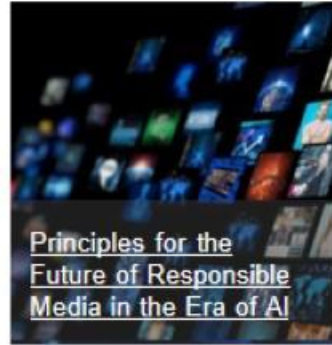 Principles for the
Future of Responsible
Media in the Era of AI